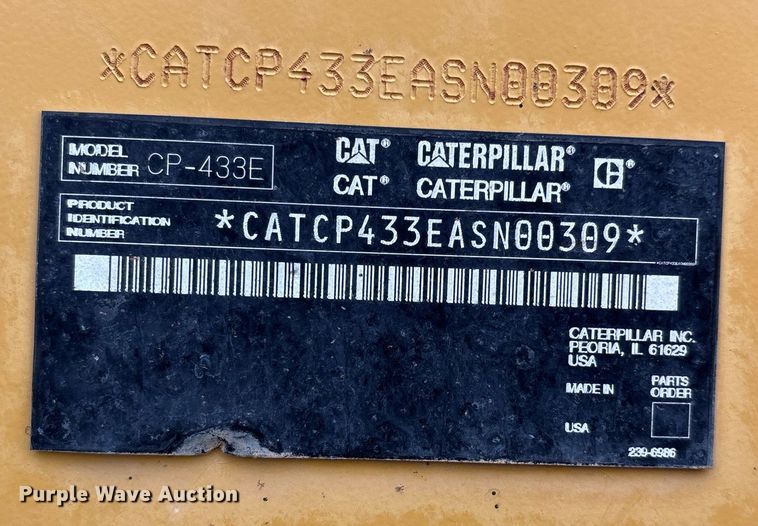 *CATCP433EASN00309*
MODEL
NUMBER CP-433E
CAT® CATERPILLAR® C®
CAT® CATERPILLAR®
PRODUCT
IDENTIFICATION
NUMBER
*CATCP433EASN00309*
CATERPILLAR INC.
PEORIA, IL 61629
USA
MADE IN
PARTS
ORDER
USA
239-6986
Purple Wave Auction